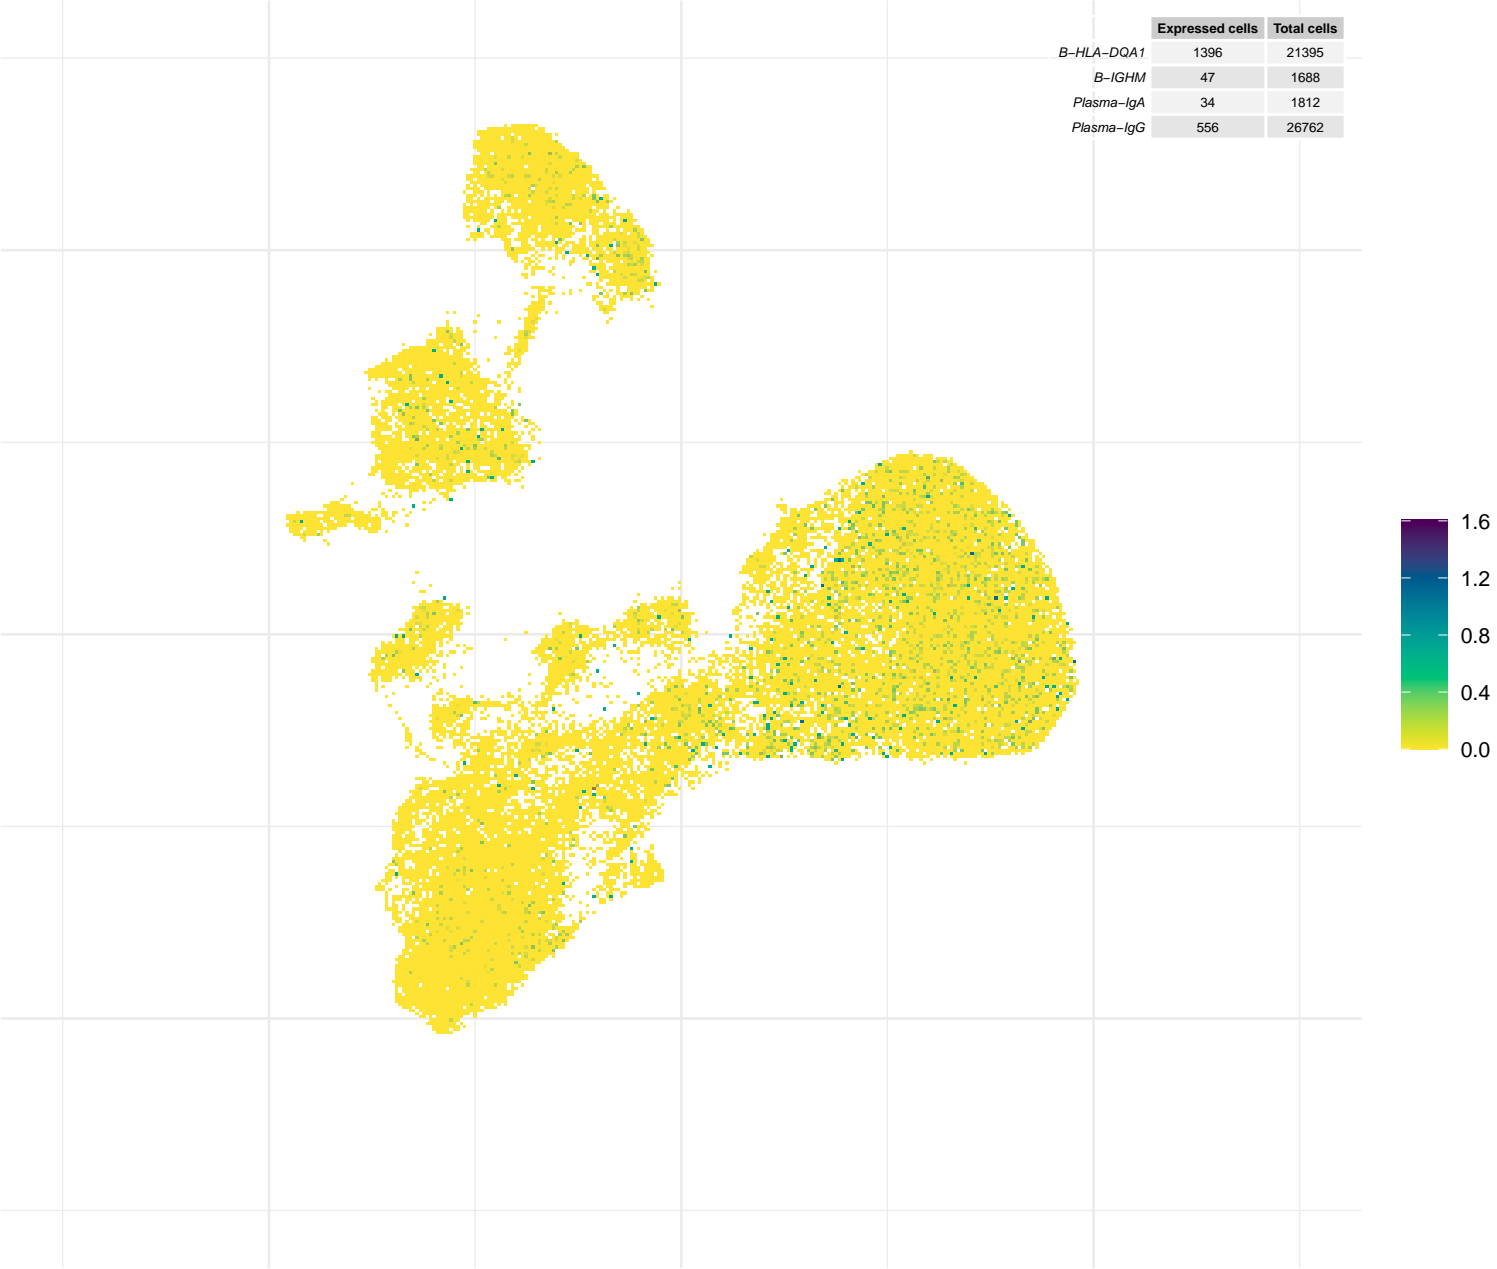 Expressed cells Total cells
B−HLA−DQA1 1396 21395
B−IGHM 47 1688
Plasma−IgA 34 1812
Plasma−IgG 556 26762
1.6
1.2
0.8
0.4
0.0